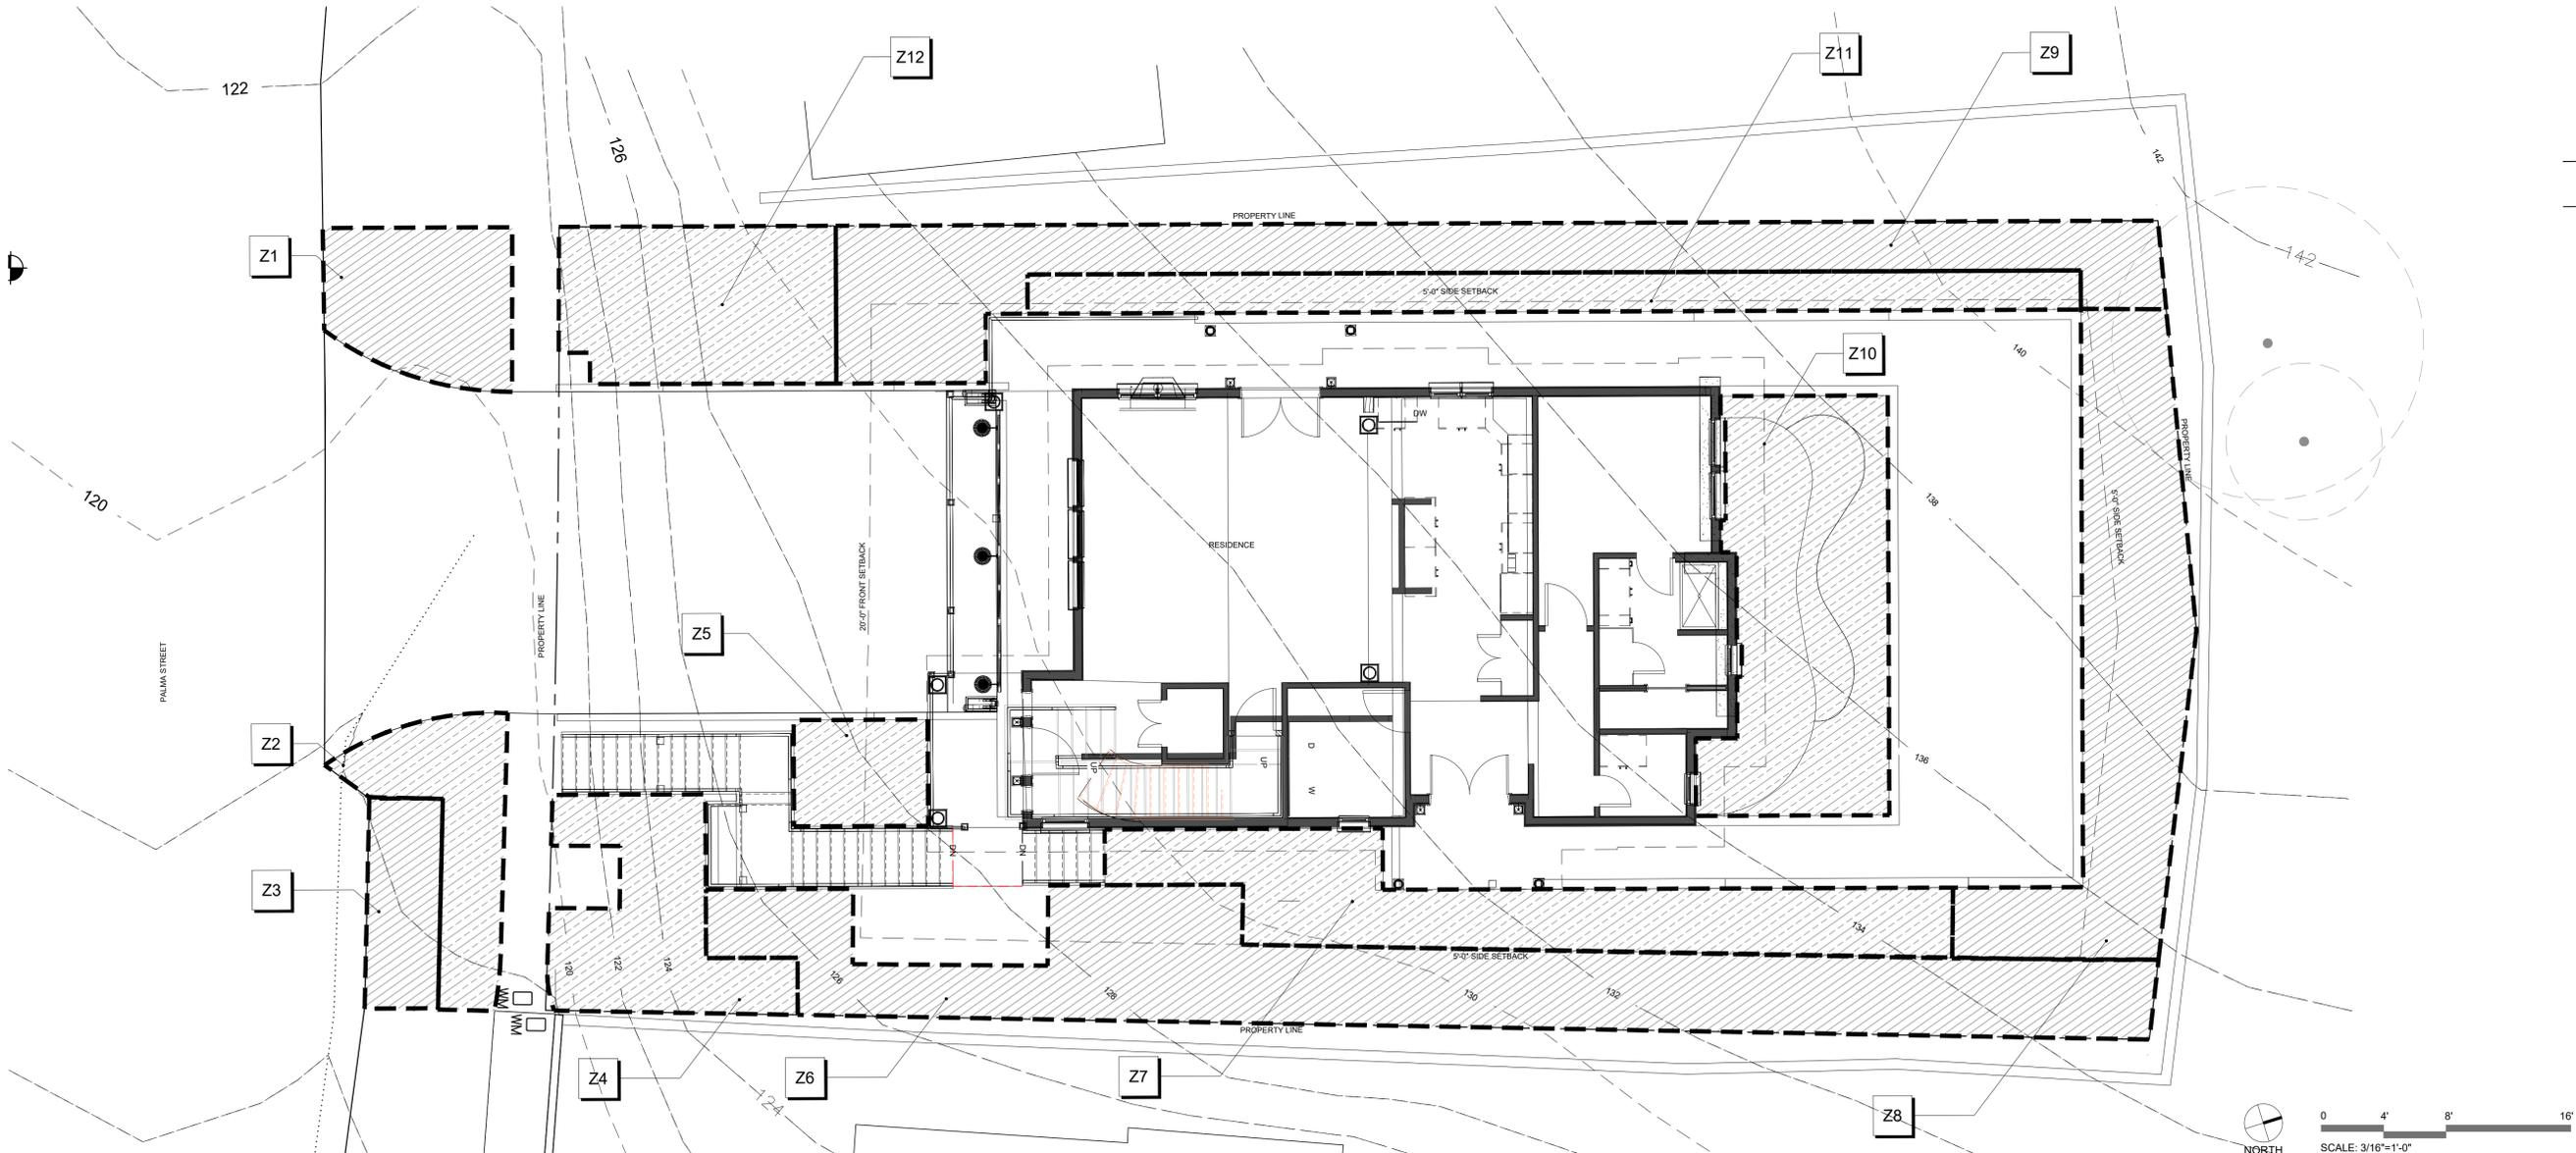 Z12
Z11
Z9
122
126
142
PROPERTY LINE
Z1
142
5'-0" SIDE SETBACK
Z10
140
DW
PROPERTY LINE
120
138
5'-0" SIDE SETBACK
RESIDENCE
20'-0" FRONT SETBACK
PROPERTY LINE
Z5
PALMA STREET
Z2
UP
UP
D
W
136
DN
DN
Z3
134
5'-0" SIDE SETBACK
120
122
124
126
128
130
132
WM
WM
PROPERTY LINE
Z4
Z6
Z7
124
Z8
0 4' 8' 16'
SCALE: 3/16"=1'-0"
NORTH